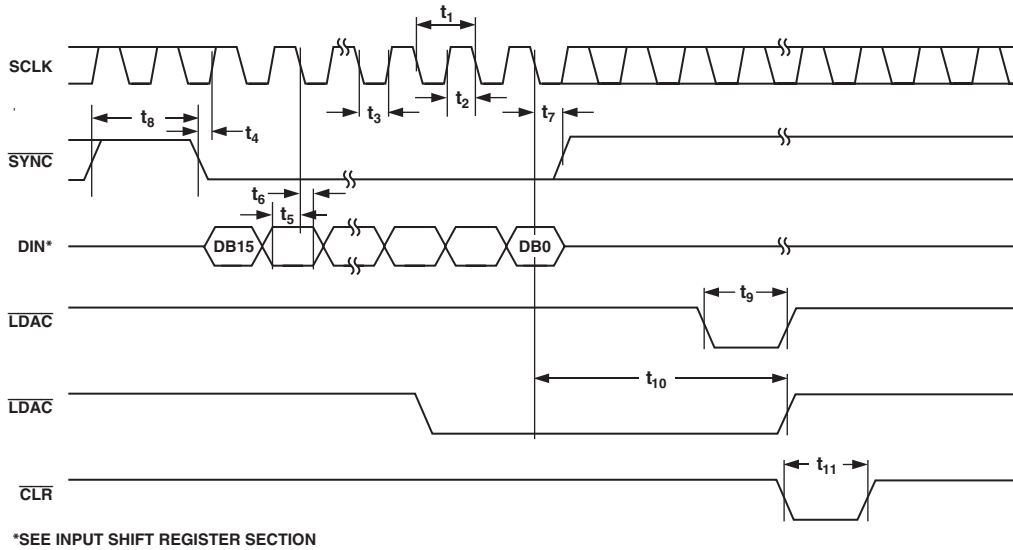 t1
SCLK
t3
t2
t7
t8
t4
SYNC
t6
t5
DIN*
DB15
DB0
t9
LDAC
t10
LDAC
t11
CLR
*SEE INPUT SHIFT REGISTER SECTION